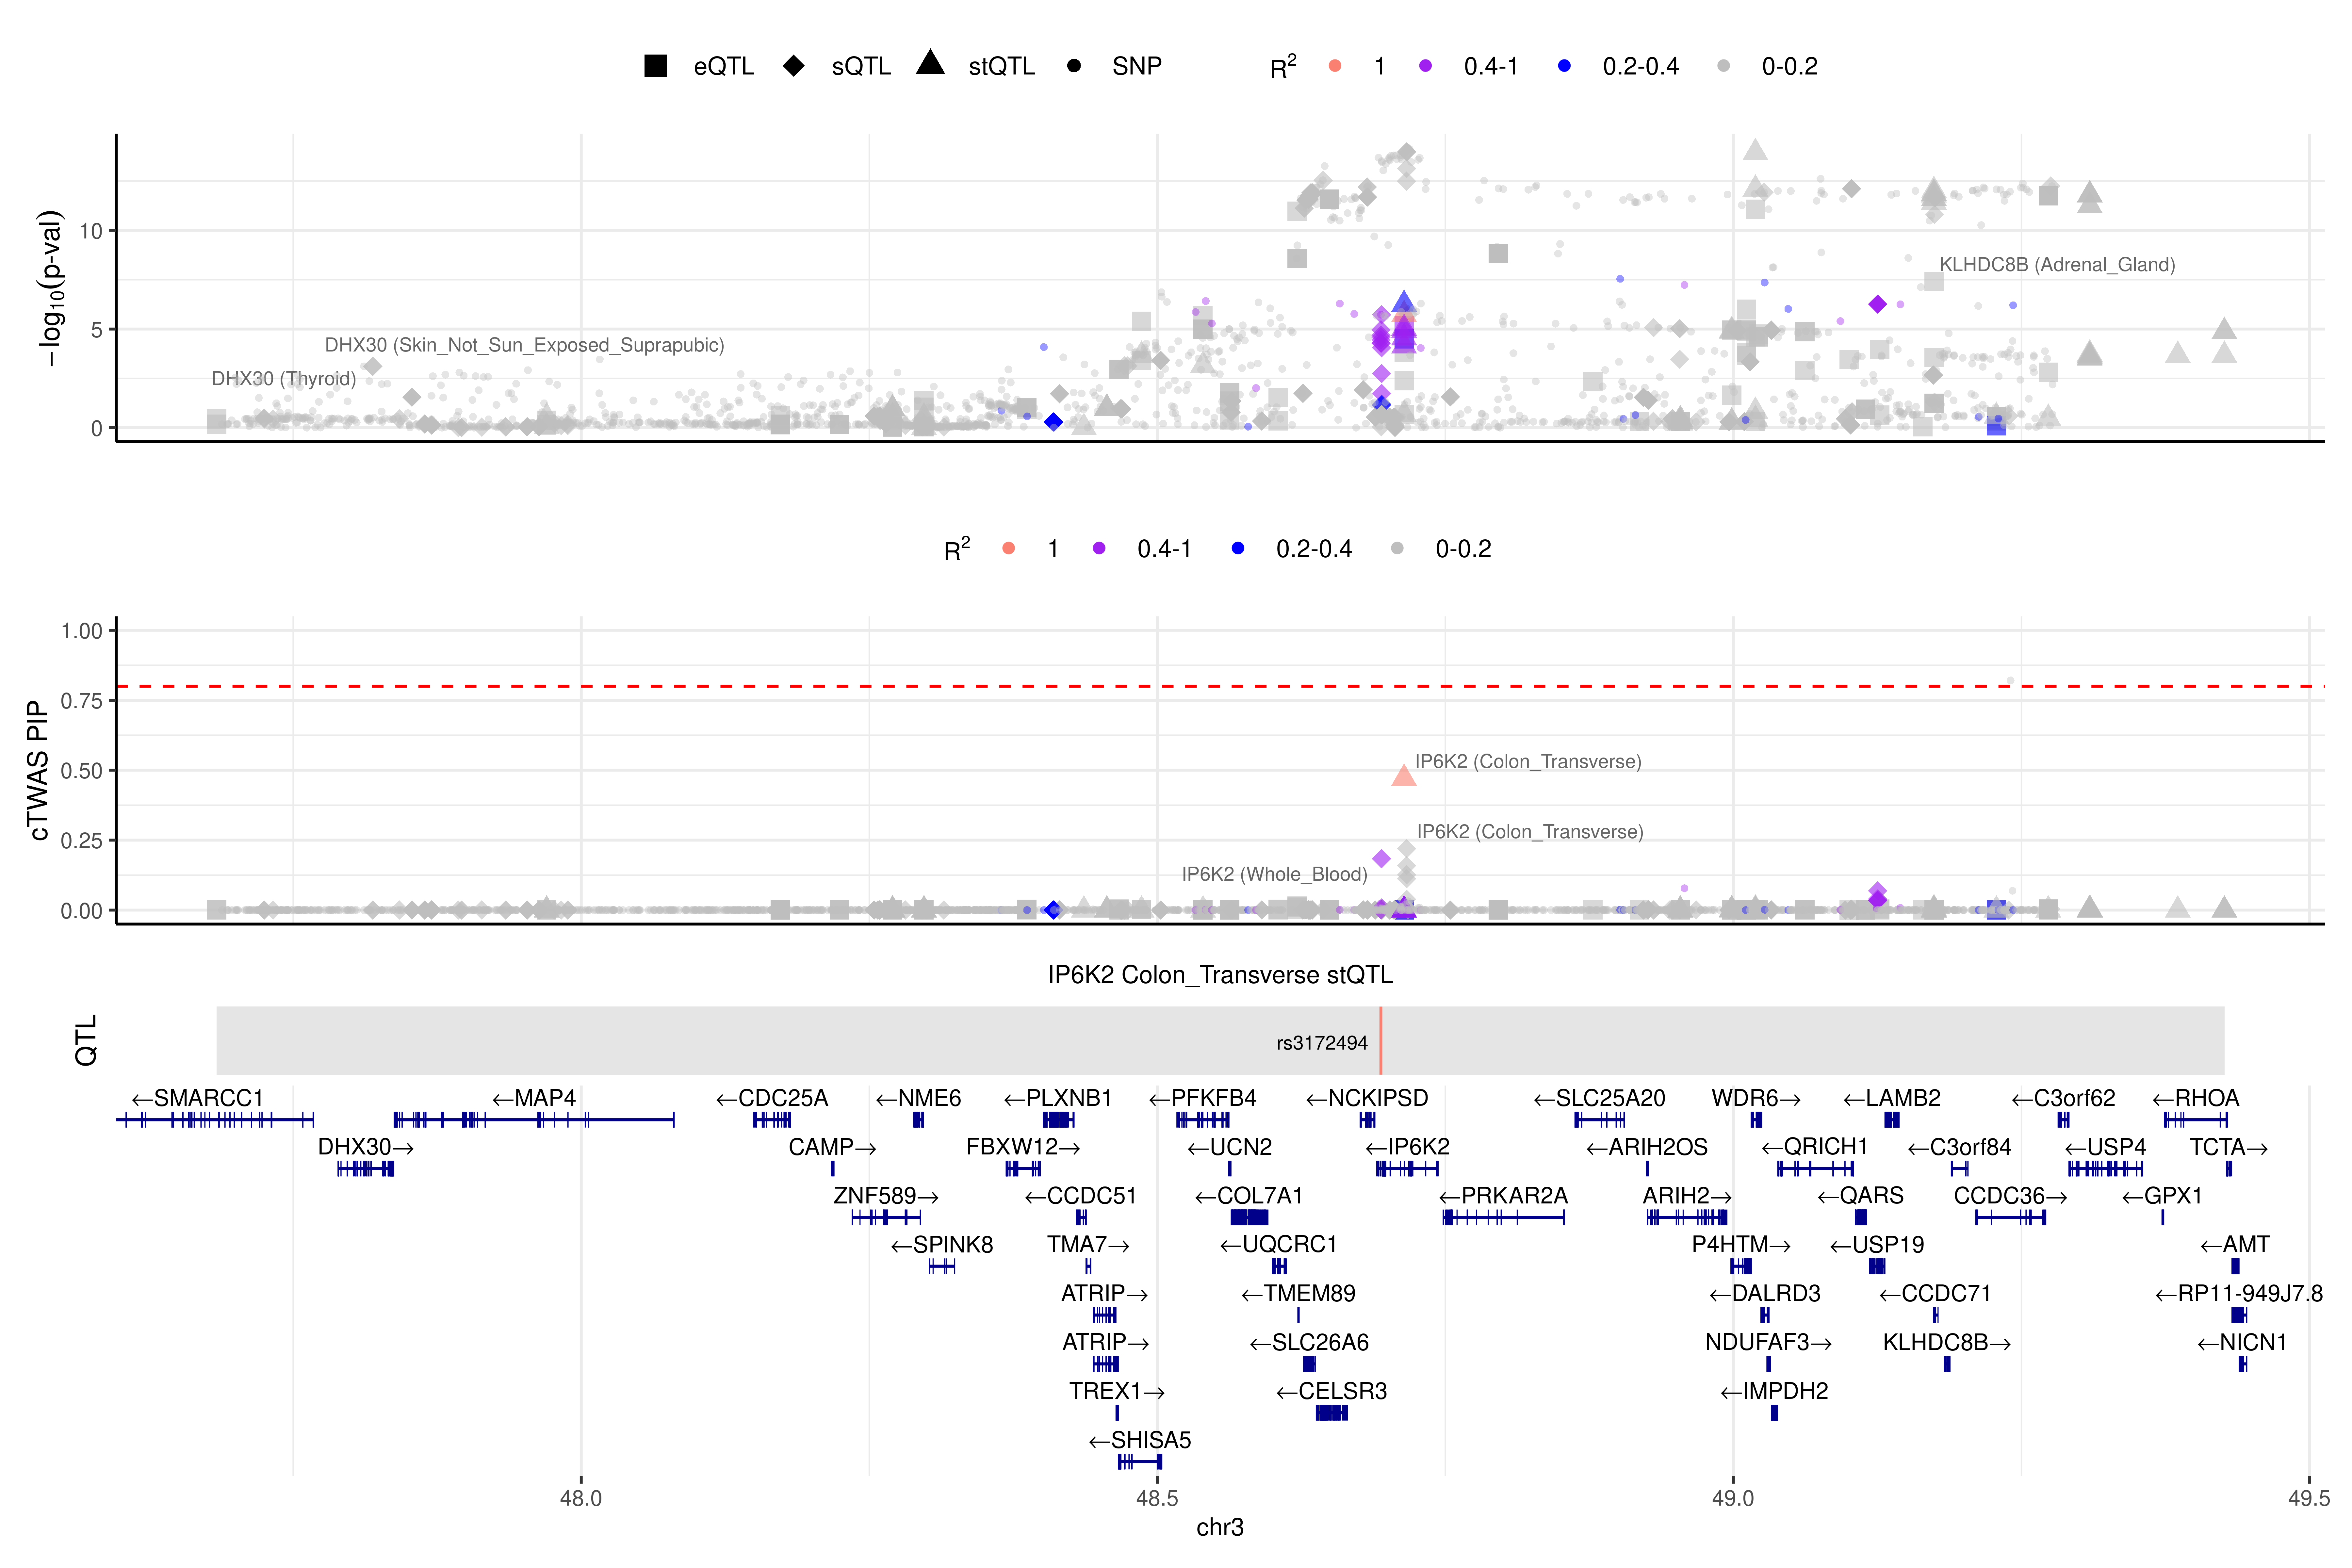 eQTL sQTL stQTL SNP R² 1 0.4-1 0.2-0.4 0-0.2
−log₁₀(p-val)
10
5
0
KLHDC8B (Adrenal_Gland)
DHX30 (Skin_Not_Sun_Exposed_Suprapubic)
DHX30 (Thyroid)
R² 1 0.4-1 0.2-0.4 0-0.2
cTWAS PIP
1.00
0.75
0.50
0.25
0.00
IP6K2 (Colon_Transverse)
IP6K2 (Colon_Transverse)
IP6K2 (Whole_Blood)
IP6K2 Colon_Transverse stQTL
QTL
rs3172494
←SMARCC1 ←MAP4 ←CDC25A ←NME6 ←PLXNB1 ←PFKFB4 ←NCKIPSD ←SLC25A20 WDR6→ ←LAMB2 ←C3orf62 ←RHOA
DHX30→ CAMP→ FBXW12→ ←UCN2 ←IP6K2 ←ARIH2OS ←QRICH1 ←C3orf84 ←USP4 TCTA→
ZNF589→ ←CCDC51 ←COL7A1 ←PRKAR2A ARIH2→ ←QARS CCDC36→ ←GPX1
←SPINK8 TMA7→ ←UQCRC1 P4HTM→ ←USP19 ←AMT
ATRIP→ ←TMEM89 ←DALRD3 ←CCDC71 ←RP11-949J7.8
ATRIP→ ←SLC26A6 NDUFAF3→ KLHDC8B→ ←NICN1
TREX1→ ←CELSR3 ←IMPDH2
←SHISA5
48.0 48.5 49.0 49.5
chr3